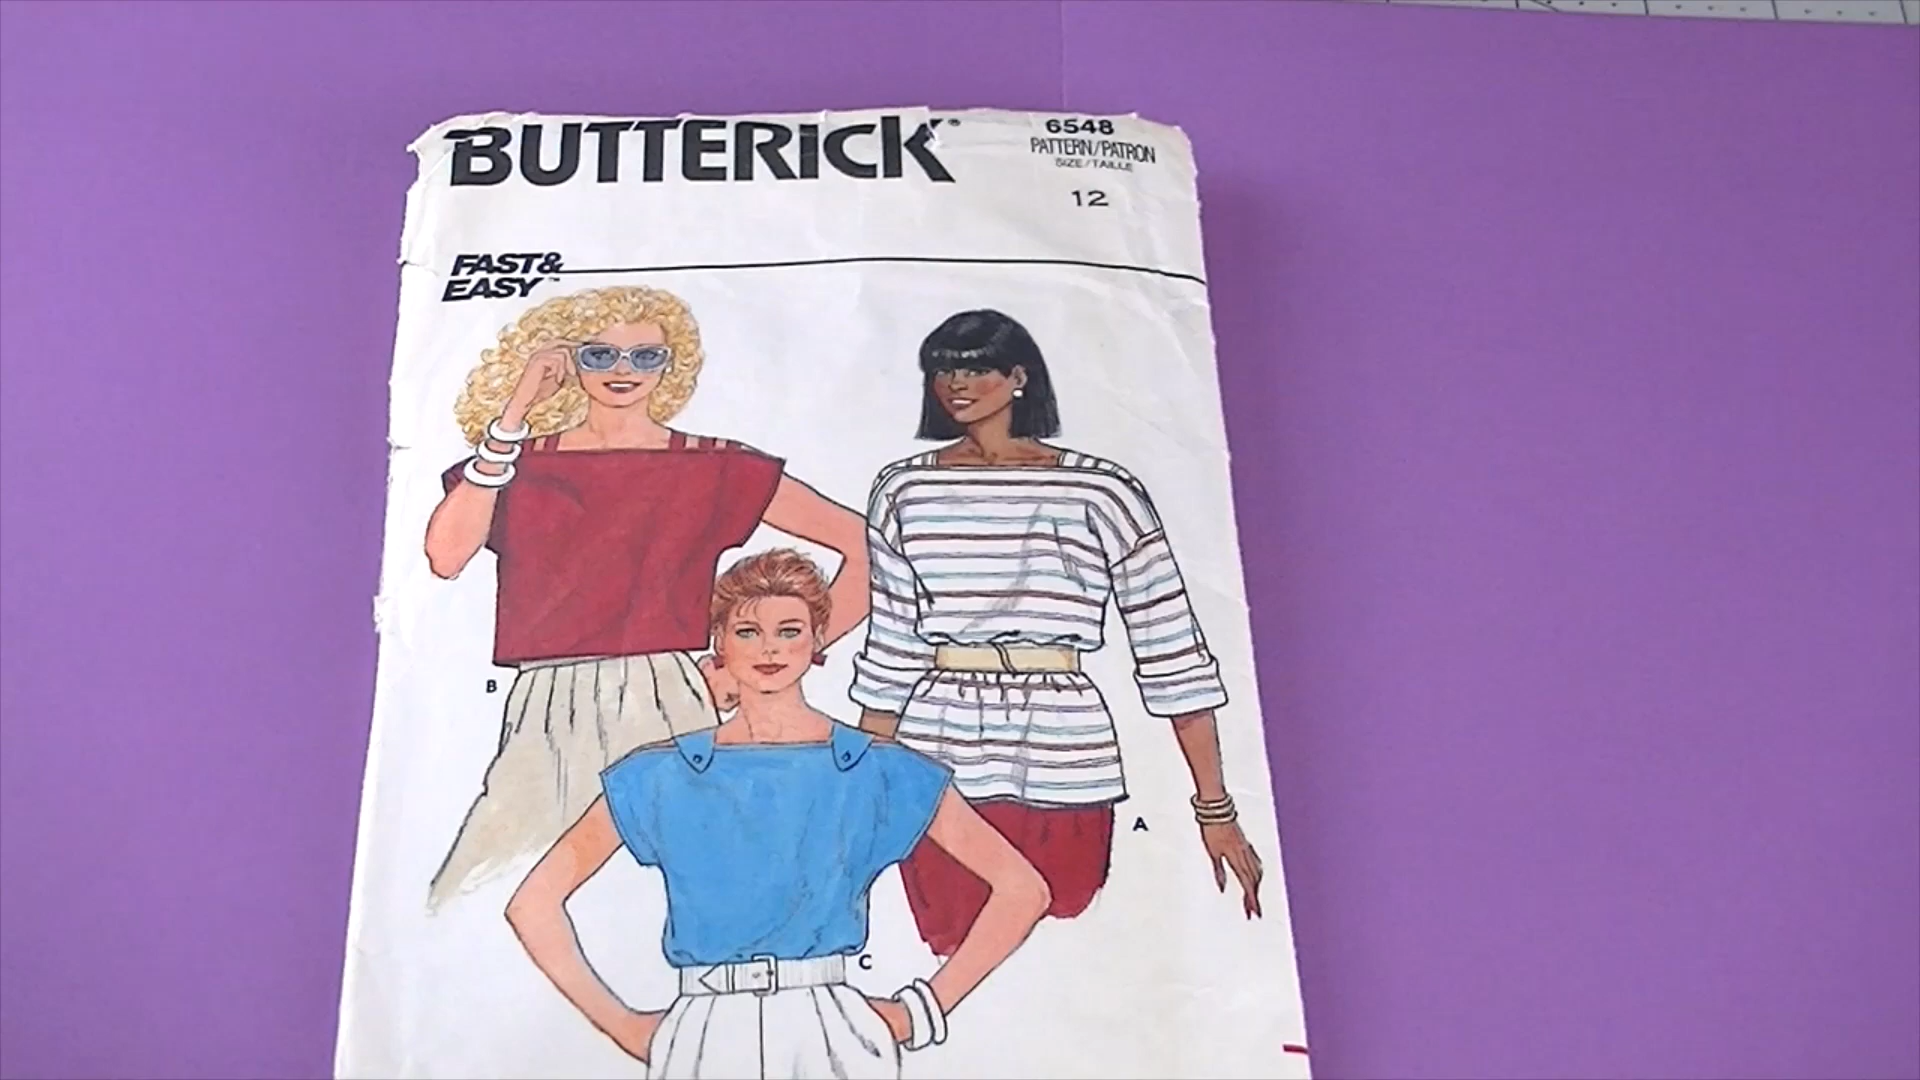 BUTTERICK®
6548
PATTERN/PATRON
SIZE/TAILLE
12
FAST&
EASY™
B
A
C